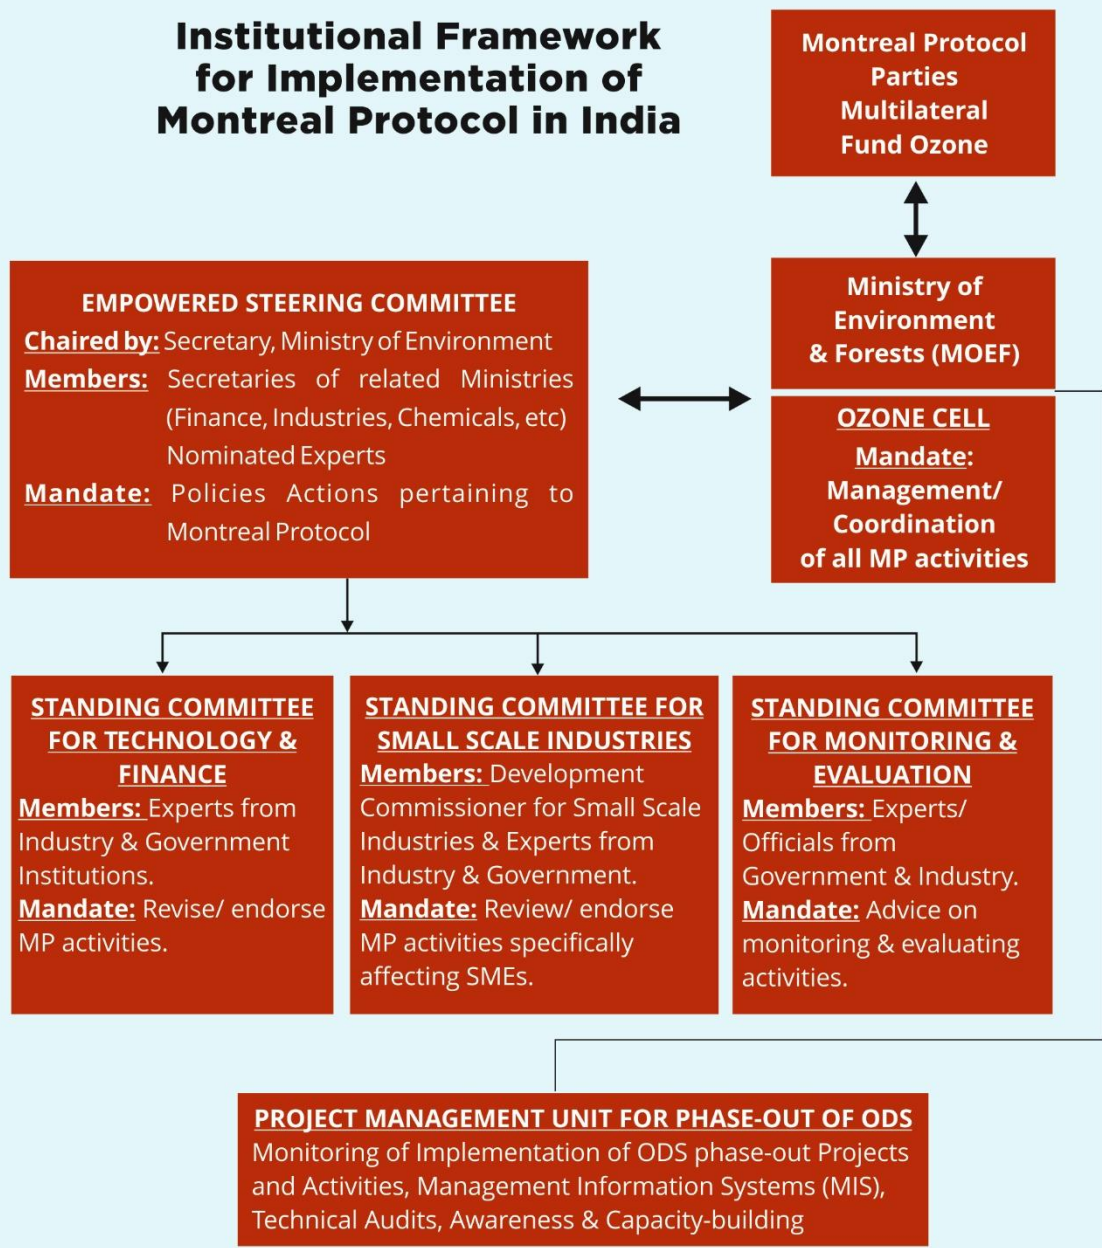 Institutional Framework
for Implementation of
Montreal Protocol in India
Montreal Protocol
Parties
Multilateral
Fund Ozone
Ministry of
Environment
& Forests (MOEF)
OZONE CELL
Mandate:
Management/
Coordination
of all MP activities
EMPOWERED STEERING COMMITTEE
Chaired by: Secretary, Ministry of Environment
Members: Secretaries of related Ministries
(Finance, Industries, Chemicals, etc)
Nominated Experts
Mandate: Policies Actions pertaining to
Montreal Protocol
STANDING COMMITTEE
FOR TECHNOLOGY &
FINANCE
Members: Experts from
Industry & Government
Institutions.
Mandate: Revise/ endorse
MP activities.
STANDING COMMITTEE FOR
SMALL SCALE INDUSTRIES
Members: Development
Commissioner for Small Scale
Industries & Experts from
Industry & Government.
Mandate: Review/ endorse
MP activities specifically
affecting SMEs.
STANDING COMMITTEE
FOR MONITORING &
EVALUATION
Members: Experts/
Officials from
Government & Industry.
Mandate: Advice on
monitoring & evaluating
activities.
PROJECT MANAGEMENT UNIT FOR PHASE-OUT OF ODS
Monitoring of Implementation of ODS phase-out Projects
and Activities, Management Information Systems (MIS),
Technical Audits, Awareness & Capacity-building